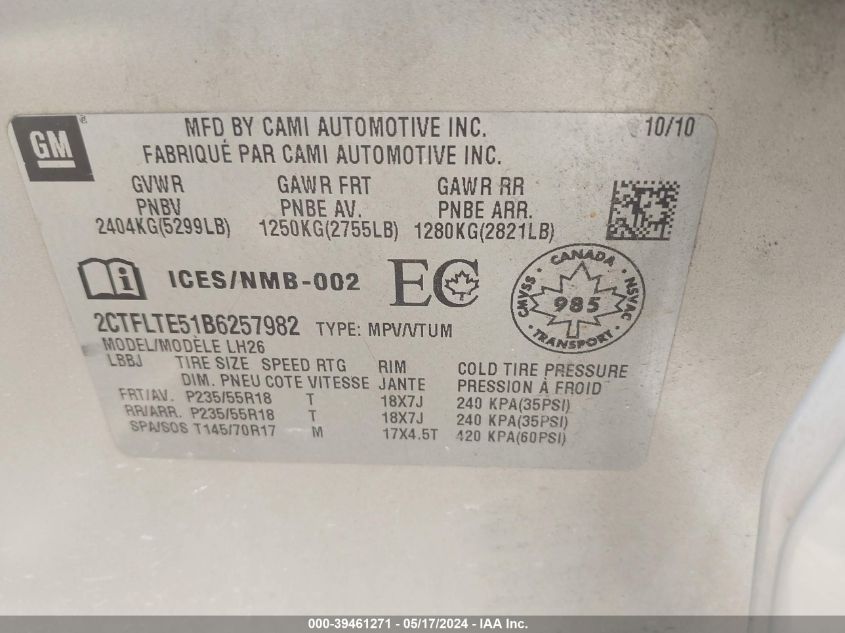 GM
MFD BY CAMI AUTOMOTIVE INC. 10/10
FABRIQUÉ PAR CAMI AUTOMOTIVE INC.
GVWR GAWR FRT GAWR RR
PNBV PNBE AV. PNBE ARR.
2404KG(5299LB) 1250KG(2755LB) 1280KG(2821LB)
i ICES/NMB-002 EC
CANADA CMVSS 985 NSVAC TRANSPORT
2CTFLTE51B6257982 TYPE: MPV/VTUM
MODEL/MODÈLE LH26
LBBJ TIRE SIZE SPEED RTG RIM COLD TIRE PRESSURE
DIM. PNEU COTE VITESSE JANTE PRESSION À FROID
FRT/AV. P235/55R18 T 18X7J 240 KPA(35PSI)
RR/ARR. P235/55R18 T 18X7J 240 KPA(35PSI)
SPA/SOS T145/70R17 M 17X4.5T 420 KPA(60PSI)
000-39461271 - 05/17/2024 - IAA Inc.